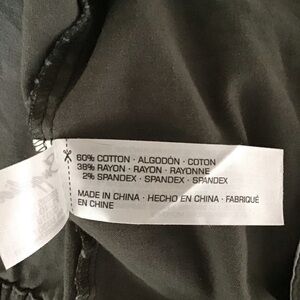 60% COTTON · ALGODÓN · COTON
38% RAYON · RAYON · RAYONNE
2% SPANDEX · SPANDEX · SPANDEX
MADE IN CHINA · HECHO EN CHINA · FABRIQUÉ
EN CHINE